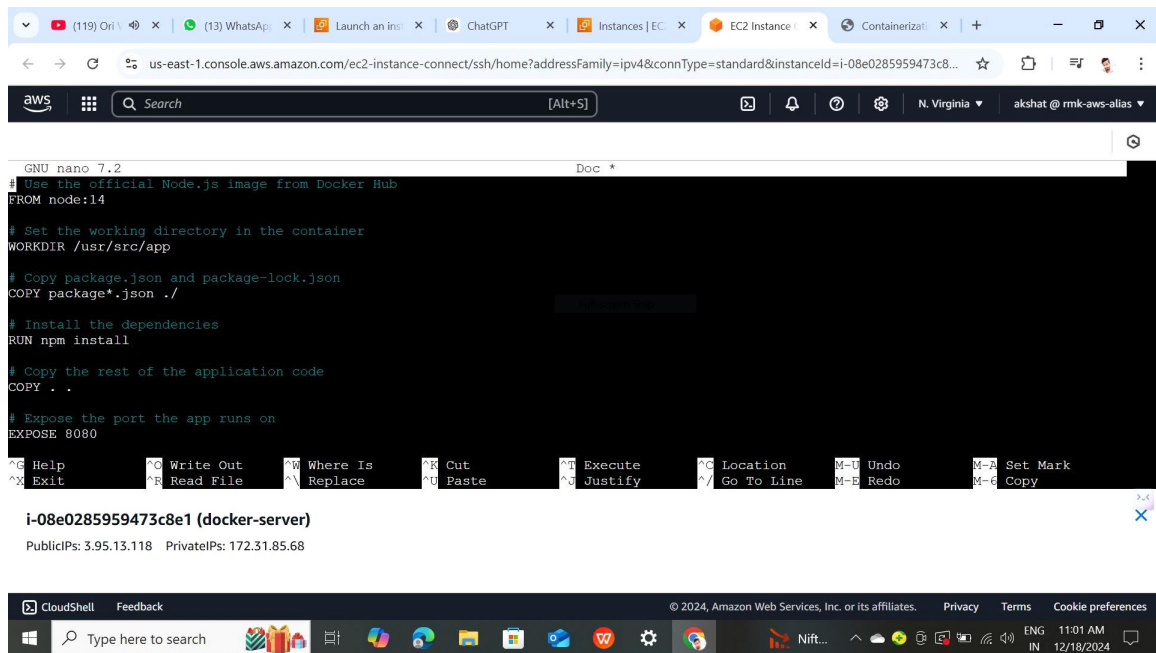 (119) Ori V
(13) WhatsAp
Launch an inst
ChatGPT
Instances | EC
EC2 Instance
Containerizati
us-east-1.console.aws.amazon.com/ec2-instance-connect/ssh/home?addressFamily=ipv4&connType=standard&instanceId=i-08e0285959473c8...
aws
Search [Alt+S]
N. Virginia ▼
akshat @ rmk-aws-alias ▼
GNU nano 7.2 Doc *
# Use the official Node.js image from Docker Hub
FROM node:14
# Set the working directory in the container
WORKDIR /usr/src/app
# Copy package.json and package-lock.json
COPY package*.json ./
# Install the dependencies
RUN npm install
# Copy the rest of the application code
COPY . .
# Expose the port the app runs on
EXPOSE 8080
^G Help ^O Write Out ^W Where Is ^K Cut ^T Execute ^C Location M-U Undo M-A Set Mark
^X Exit ^R Read File ^\ Replace ^U Paste ^J Justify ^/ Go To Line M-E Redo M-6 Copy
i-08e0285959473c8e1 (docker-server)
PublicIPs: 3.95.13.118 PrivateIPs: 172.31.85.68
CloudShell Feedback © 2024, Amazon Web Services, Inc. or its affiliates. Privacy Terms Cookie preferences
Type here to search
Nift...
ENG
IN
11:01 AM
12/18/2024